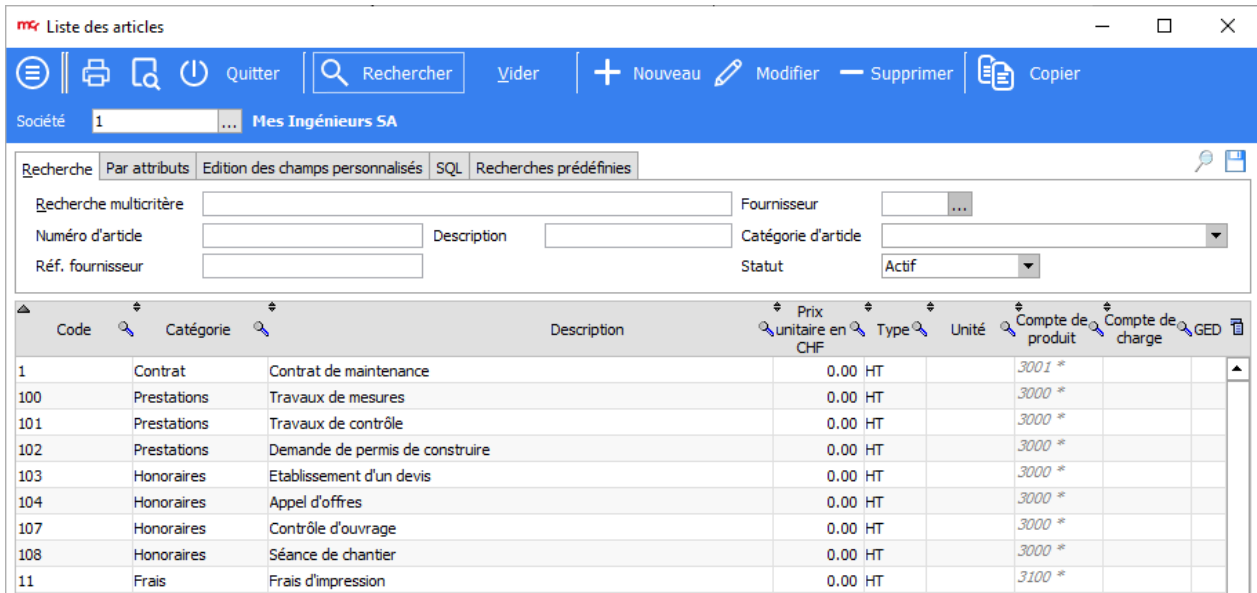 mcr Liste des articles
Quitter Rechercher Vider Nouveau Modifier Supprimer Copier
Société 1 ... Mes Ingénieurs SA
Recherche Par attributs Edition des champs personnalisés SQL Recherches prédéfinies
Recherche multicritère Fournisseur ...
Numéro d'article Description Catégorie d'article
Réf. fournisseur Statut Actif
Code Catégorie Description Prix unitaire en CHF Type Unité Compte de produit Compte de charge GED
1 Contrat Contrat de maintenance 0.00 HT 3001 *
100 Prestations Travaux de mesures 0.00 HT 3000 *
101 Prestations Travaux de contrôle 0.00 HT 3000 *
102 Prestations Demande de permis de construire 0.00 HT 3000 *
103 Honoraires Etablissement d'un devis 0.00 HT 3000 *
104 Honoraires Appel d'offres 0.00 HT 3000 *
107 Honoraires Contrôle d'ouvrage 0.00 HT 3000 *
108 Honoraires Séance de chantier 0.00 HT 3000 *
11 Frais Frais d'impression 0.00 HT 3100 *